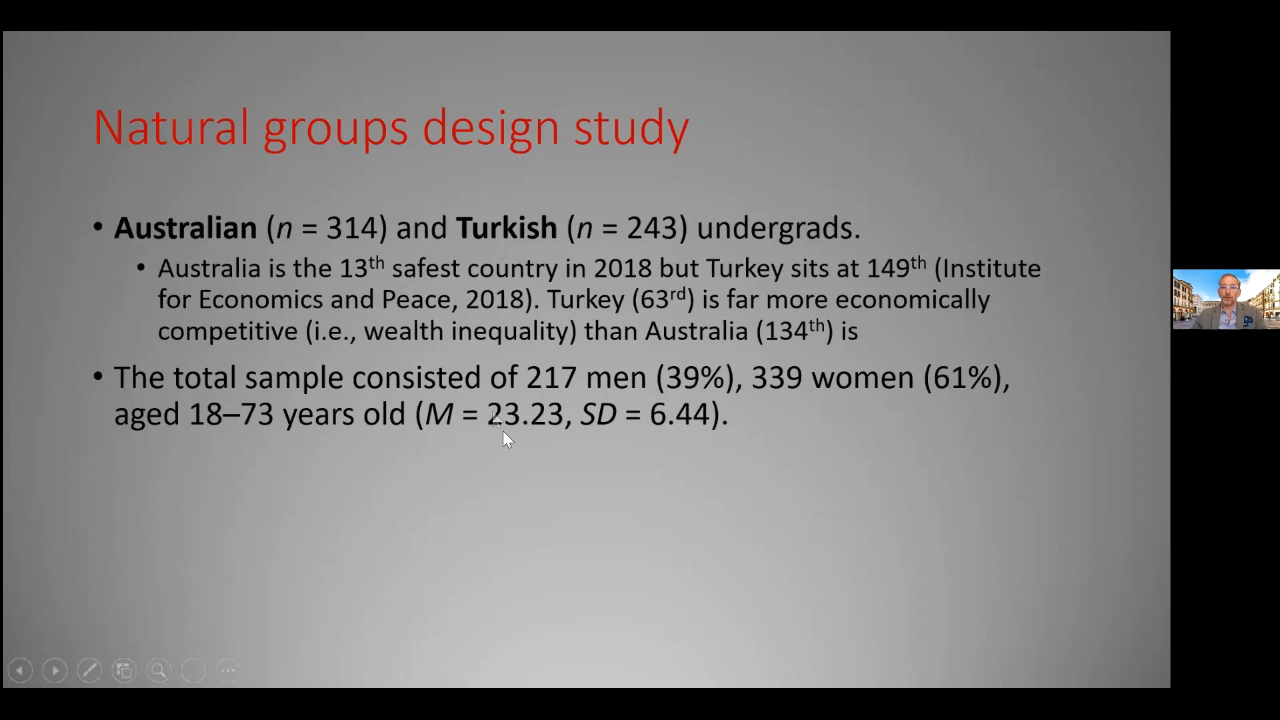 Natural groups design study
• Australian (n = 314) and Turkish (n = 243) undergrads.
• Australia is the 13th safest country in 2018 but Turkey sits at 149th (Institute
for Economics and Peace, 2018). Turkey (63rd) is far more economically
competitive (i.e., wealth inequality) than Australia (134th) is
• The total sample consisted of 217 men (39%), 339 women (61%),
aged 18–73 years old (M = 23.23, SD = 6.44).